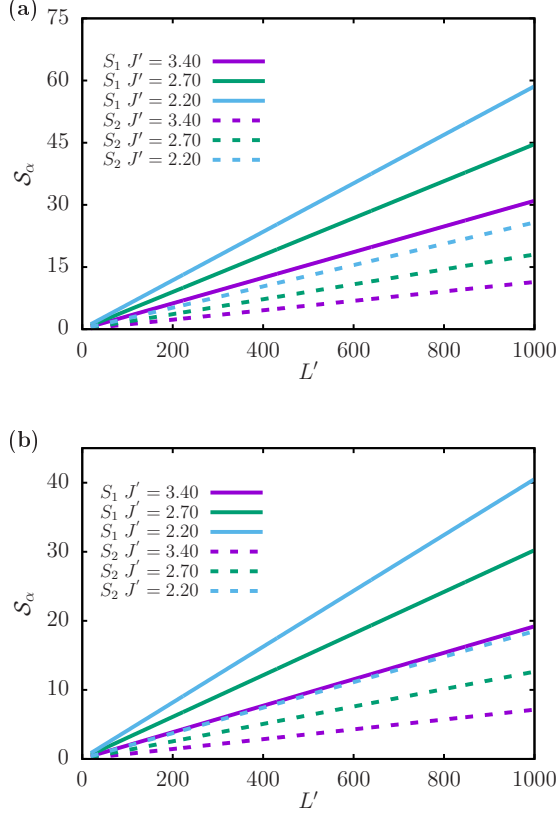 (a)
75
60
45
30
15
0
𝒮_α
S₁ J′ = 3.40
S₁ J′ = 2.70
S₁ J′ = 2.20
S₂ J′ = 3.40
S₂ J′ = 2.70
S₂ J′ = 2.20
0 200 400 600 800 1000
L′
(b)
40
30
20
10
0
𝒮_α
S₁ J′ = 3.40
S₁ J′ = 2.70
S₁ J′ = 2.20
S₂ J′ = 3.40
S₂ J′ = 2.70
S₂ J′ = 2.20
0 200 400 600 800 1000
L′